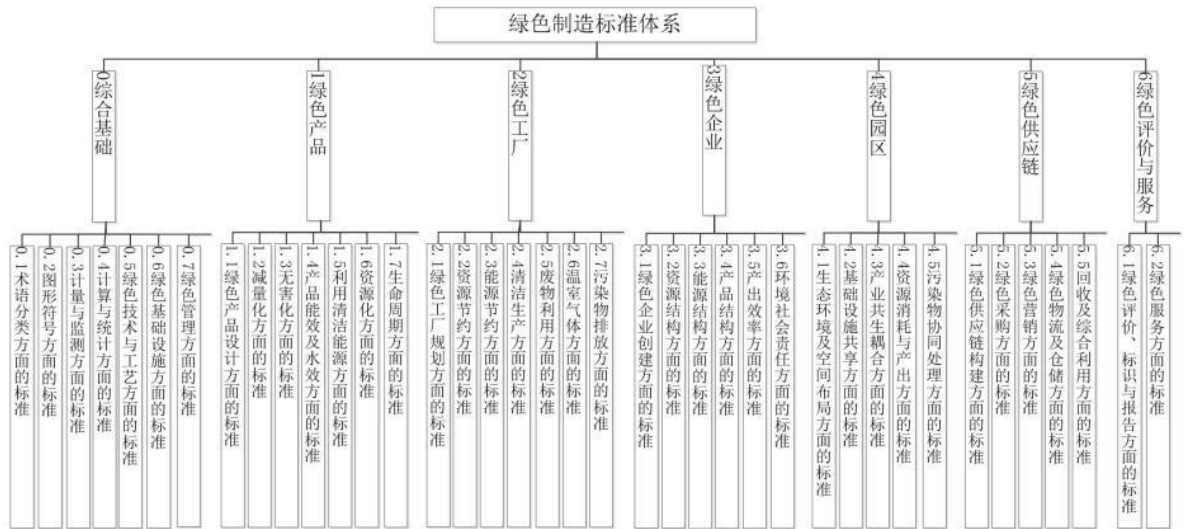 绿色制造标准体系
0综合基础
1绿色产品
2绿色工厂
3绿色企业
4绿色园区
5绿色供应链
6绿色评价与服务
0.1术语分类方面的标准
0.2图形符号方面的标准
0.3计量与监测方面的标准
0.4计算与统计方面的标准
0.5绿色技术与工艺方面的标准
0.6绿色基础设施方面的标准
0.7绿色管理方面的标准
1.1绿色产品设计方面的标准
1.2减量化方面的标准
1.3无害化方面的标准
1.4产品能效及水效方面的标准
1.5利用清洁能源方面的标准
1.6资源化方面的标准
1.7生命周期方面的标准
2.1绿色工厂规划方面的标准
2.2资源节约方面的标准
2.3能源节约方面的标准
2.4清洁生产方面的标准
2.5废物利用方面的标准
2.6温室气体方面的标准
2.7污染物排放方面的标准
3.1绿色企业创建方面的标准
3.2资源结构方面的标准
3.3能源结构方面的标准
3.4产品结构方面的标准
3.5产出效率方面的标准
3.6环境社会责任方面的标准
4.1生态环境及空间布局方面的标准
4.2基础设施共享方面的标准
4.3产业共生耦合方面的标准
4.4资源消耗与产出方面的标准
4.5污染物协同处理方面的标准
5.1绿色供应链构建方面的标准
5.2绿色采购方面的标准
5.3绿色营销方面的标准
5.4绿色物流及仓储方面的标准
5.5回收及综合利用方面的标准
6.1绿色评价、标识与报告方面的标准
6.2绿色服务方面的标准